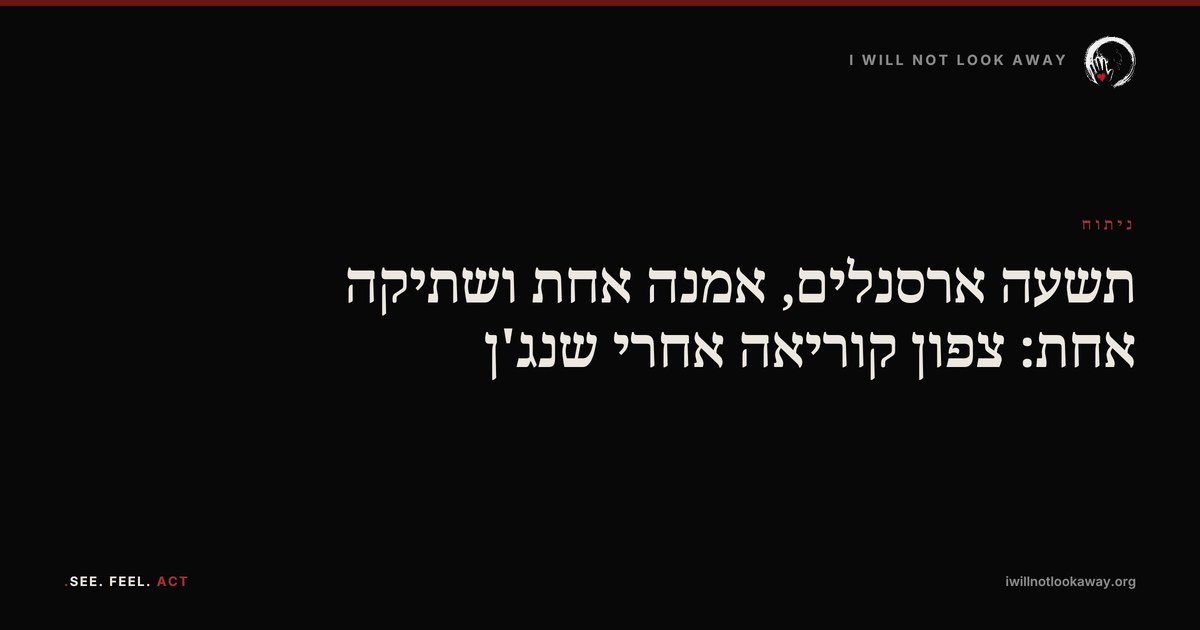 I WILL NOT LOOK AWAY
ניתוח
תשעה ארסנלים, אמנה אחת ושתיקה
אחת: צפון קוריאה אחרי שנג'ן
.SEE. FEEL. ACT
iwillnotlookaway.org